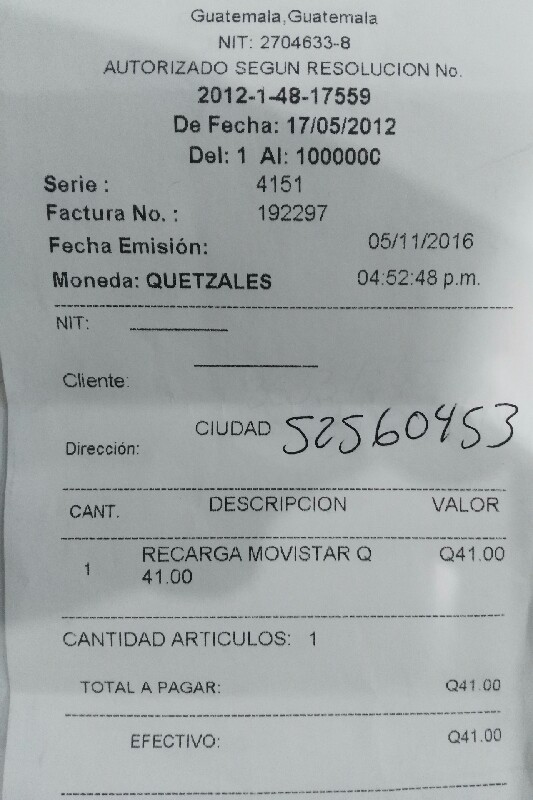 Guatemala,Guatemala
NIT: 2704633-8
AUTORIZADO SEGUN RESOLUCION No.
2012-1-48-17559
De Fecha: 17/05/2012
Del: 1 Al: 1000000
Serie : 4151
Factura No. : 192297
Fecha Emisión: 05/11/2016
Moneda: QUETZALES 04:52:48 p.m.
NIT:
Cliente:
Dirección: CIUDAD 52560453
CANT. DESCRIPCION VALOR
1 RECARGA MOVISTAR Q Q41.00
41.00
CANTIDAD ARTICULOS: 1
TOTAL A PAGAR: Q41.00
EFECTIVO: Q41.00